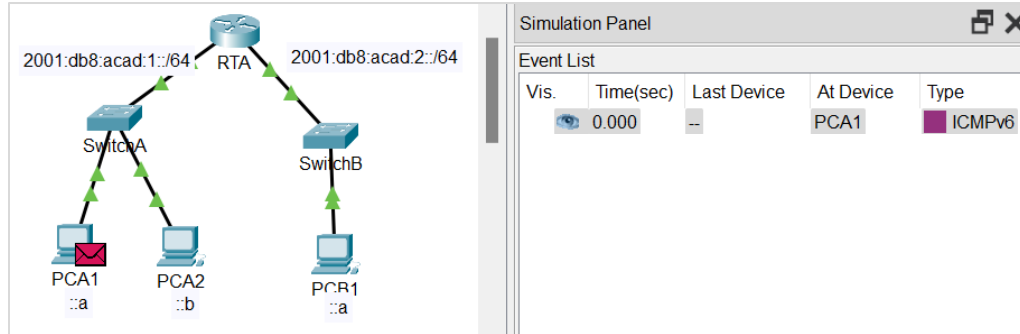 2001:db8:acad:1::/64
RTA
2001:db8:acad:2::/64
SwitchA
SwitchB
PCA1
::a
PCA2
::b
PCB1
::a
Simulation Panel
Event List
Vis. Time(sec) Last Device At Device Type
0.000 -- PCA1 ICMPv6